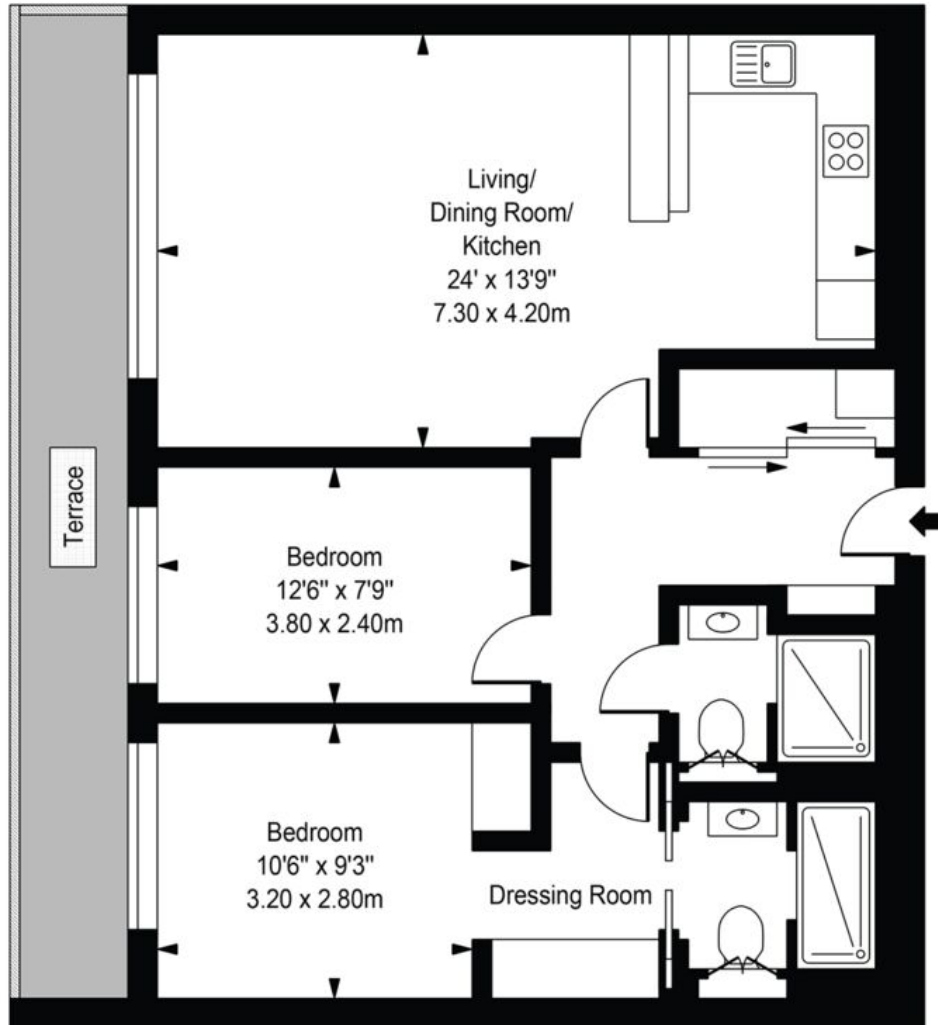 Living/
Dining Room/
Kitchen
24' x 13'9"
7.30 x 4.20m
Terrace
Bedroom
12'6" x 7'9"
3.80 x 2.40m
Bedroom
10'6" x 9'3"
3.20 x 2.80m
Dressing Room